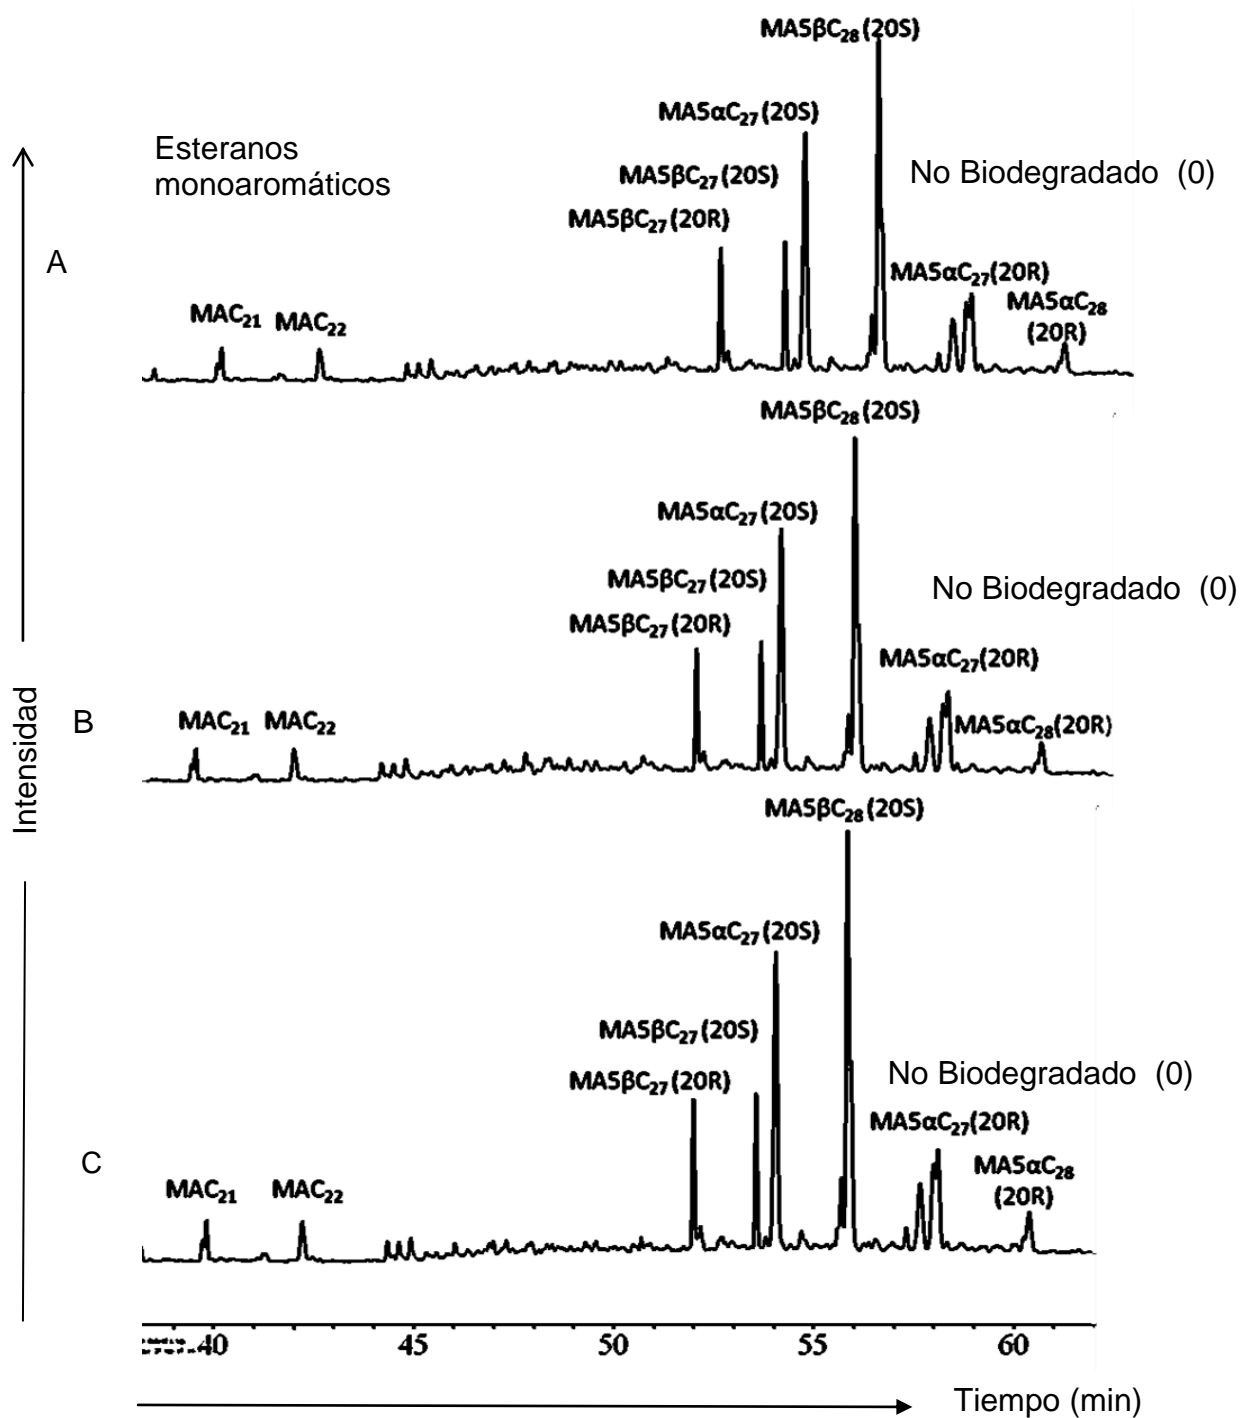 MA5βC28 (20S)
MA5αC27 (20S)
Esteranos
monoaromáticos
No Biodegradado (0)
MA5βC27 (20S)
MA5βC27 (20R)
A
MA5αC27(20R)
MAC21
MAC22
MA5αC28
(20R)
MA5βC28 (20S)
MA5αC27 (20S)
MA5βC27 (20S)
No Biodegradado (0)
MA5βC27 (20R)
MA5αC27(20R)
Intensidad
B
MAC21
MAC22
MA5αC28(20R)
MA5βC28 (20S)
MA5αC27 (20S)
MA5βC27 (20S)
MA5βC27 (20R)
No Biodegradado (0)
MA5αC27(20R)
C
MAC21
MAC22
MA5αC28
(20R)
40 45 50 55 60
Tiempo (min)